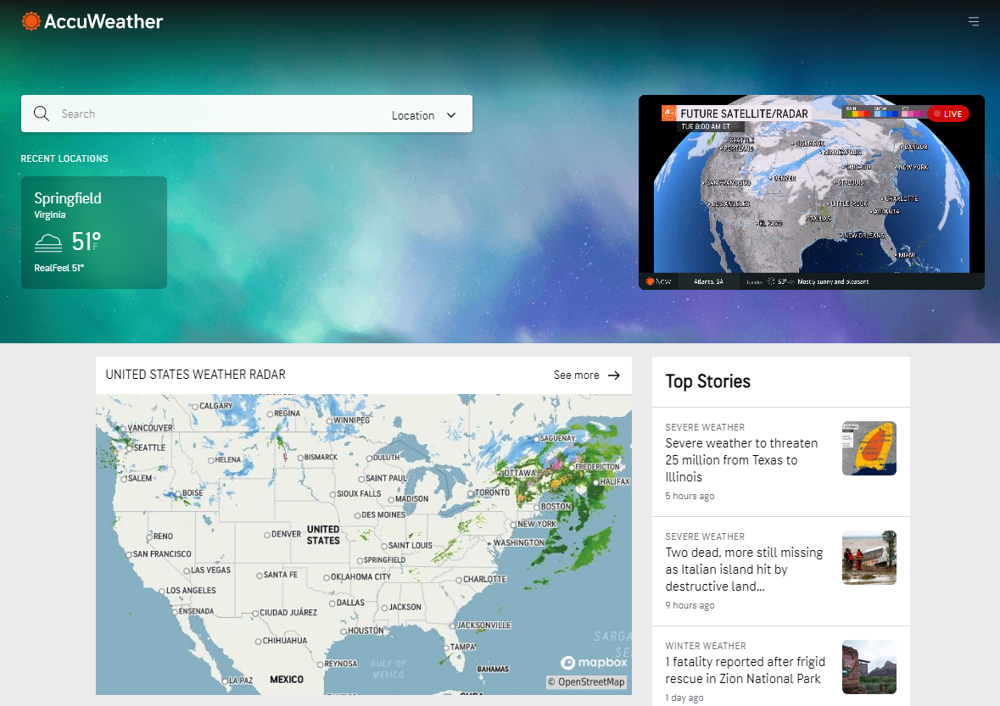 AccuWeather
Search
Location
RECENT LOCATIONS
Springfield
Virginia
51°
F
RealFeel 51°
FUTURE SATELLITE/RADAR
TUE 8:00 AM ET
RAIN SNOW ICE
LIVE
SEATTLE
PORTLAND
BISMARCK
MINNEAPOLIS
BANGOR
CHICAGO
NEW YORK
SAN FRANCISCO
DENVER
ST LOUIS
LOS ANGELES
LITTLE ROCK
CHARLOTTE
ATLANTA
EL PASO
DALLAS
NEW ORLEANS
MIAMI
NOW
Atlanta, GA
63°
Mostly sunny and pleasant
UNITED STATES WEATHER RADAR
See more
CALGARY
REGINA
WINNIPEG
VANCOUVER
SAGUENAY
SEATTLE
HELENA
BISMARCK
DULUTH
OTTAWA
FREDERICTON
SALEM
SAINT PAUL
HALIFAX
BOISE
SIOUX FALLS
MADISON
TORONTO
DES MOINES
BOSTON
NEW YORK
RENO
DENVER
UNITED
STATES
SAINT LOUIS
WASHINGTON
SAN FRANCISCO
SPRINGFIELD
LAS VEGAS
SANTA FE
OKLAHOMA CITY
CHARLOTTE
LOS ANGELES
DALLAS
JACKSON
ENSENADA
CIUDAD JUÁREZ
JACKSONVILLE
HOUSTON
CHIHUAHUA
TAMPA
REYNOSA
GULF OF
MEXICO
BAHAMAS
LA PAZ
MEXICO
mapbox
© OpenStreetMap
Top Stories
SEVERE WEATHER
Severe weather to threaten
25 million from Texas to
Illinois
5 hours ago
SEVERE WEATHER
Two dead, more still missing
as Italian island hit by
destructive land...
9 hours ago
WINTER WEATHER
1 fatality reported after frigid
rescue in Zion National Park
1 day ago